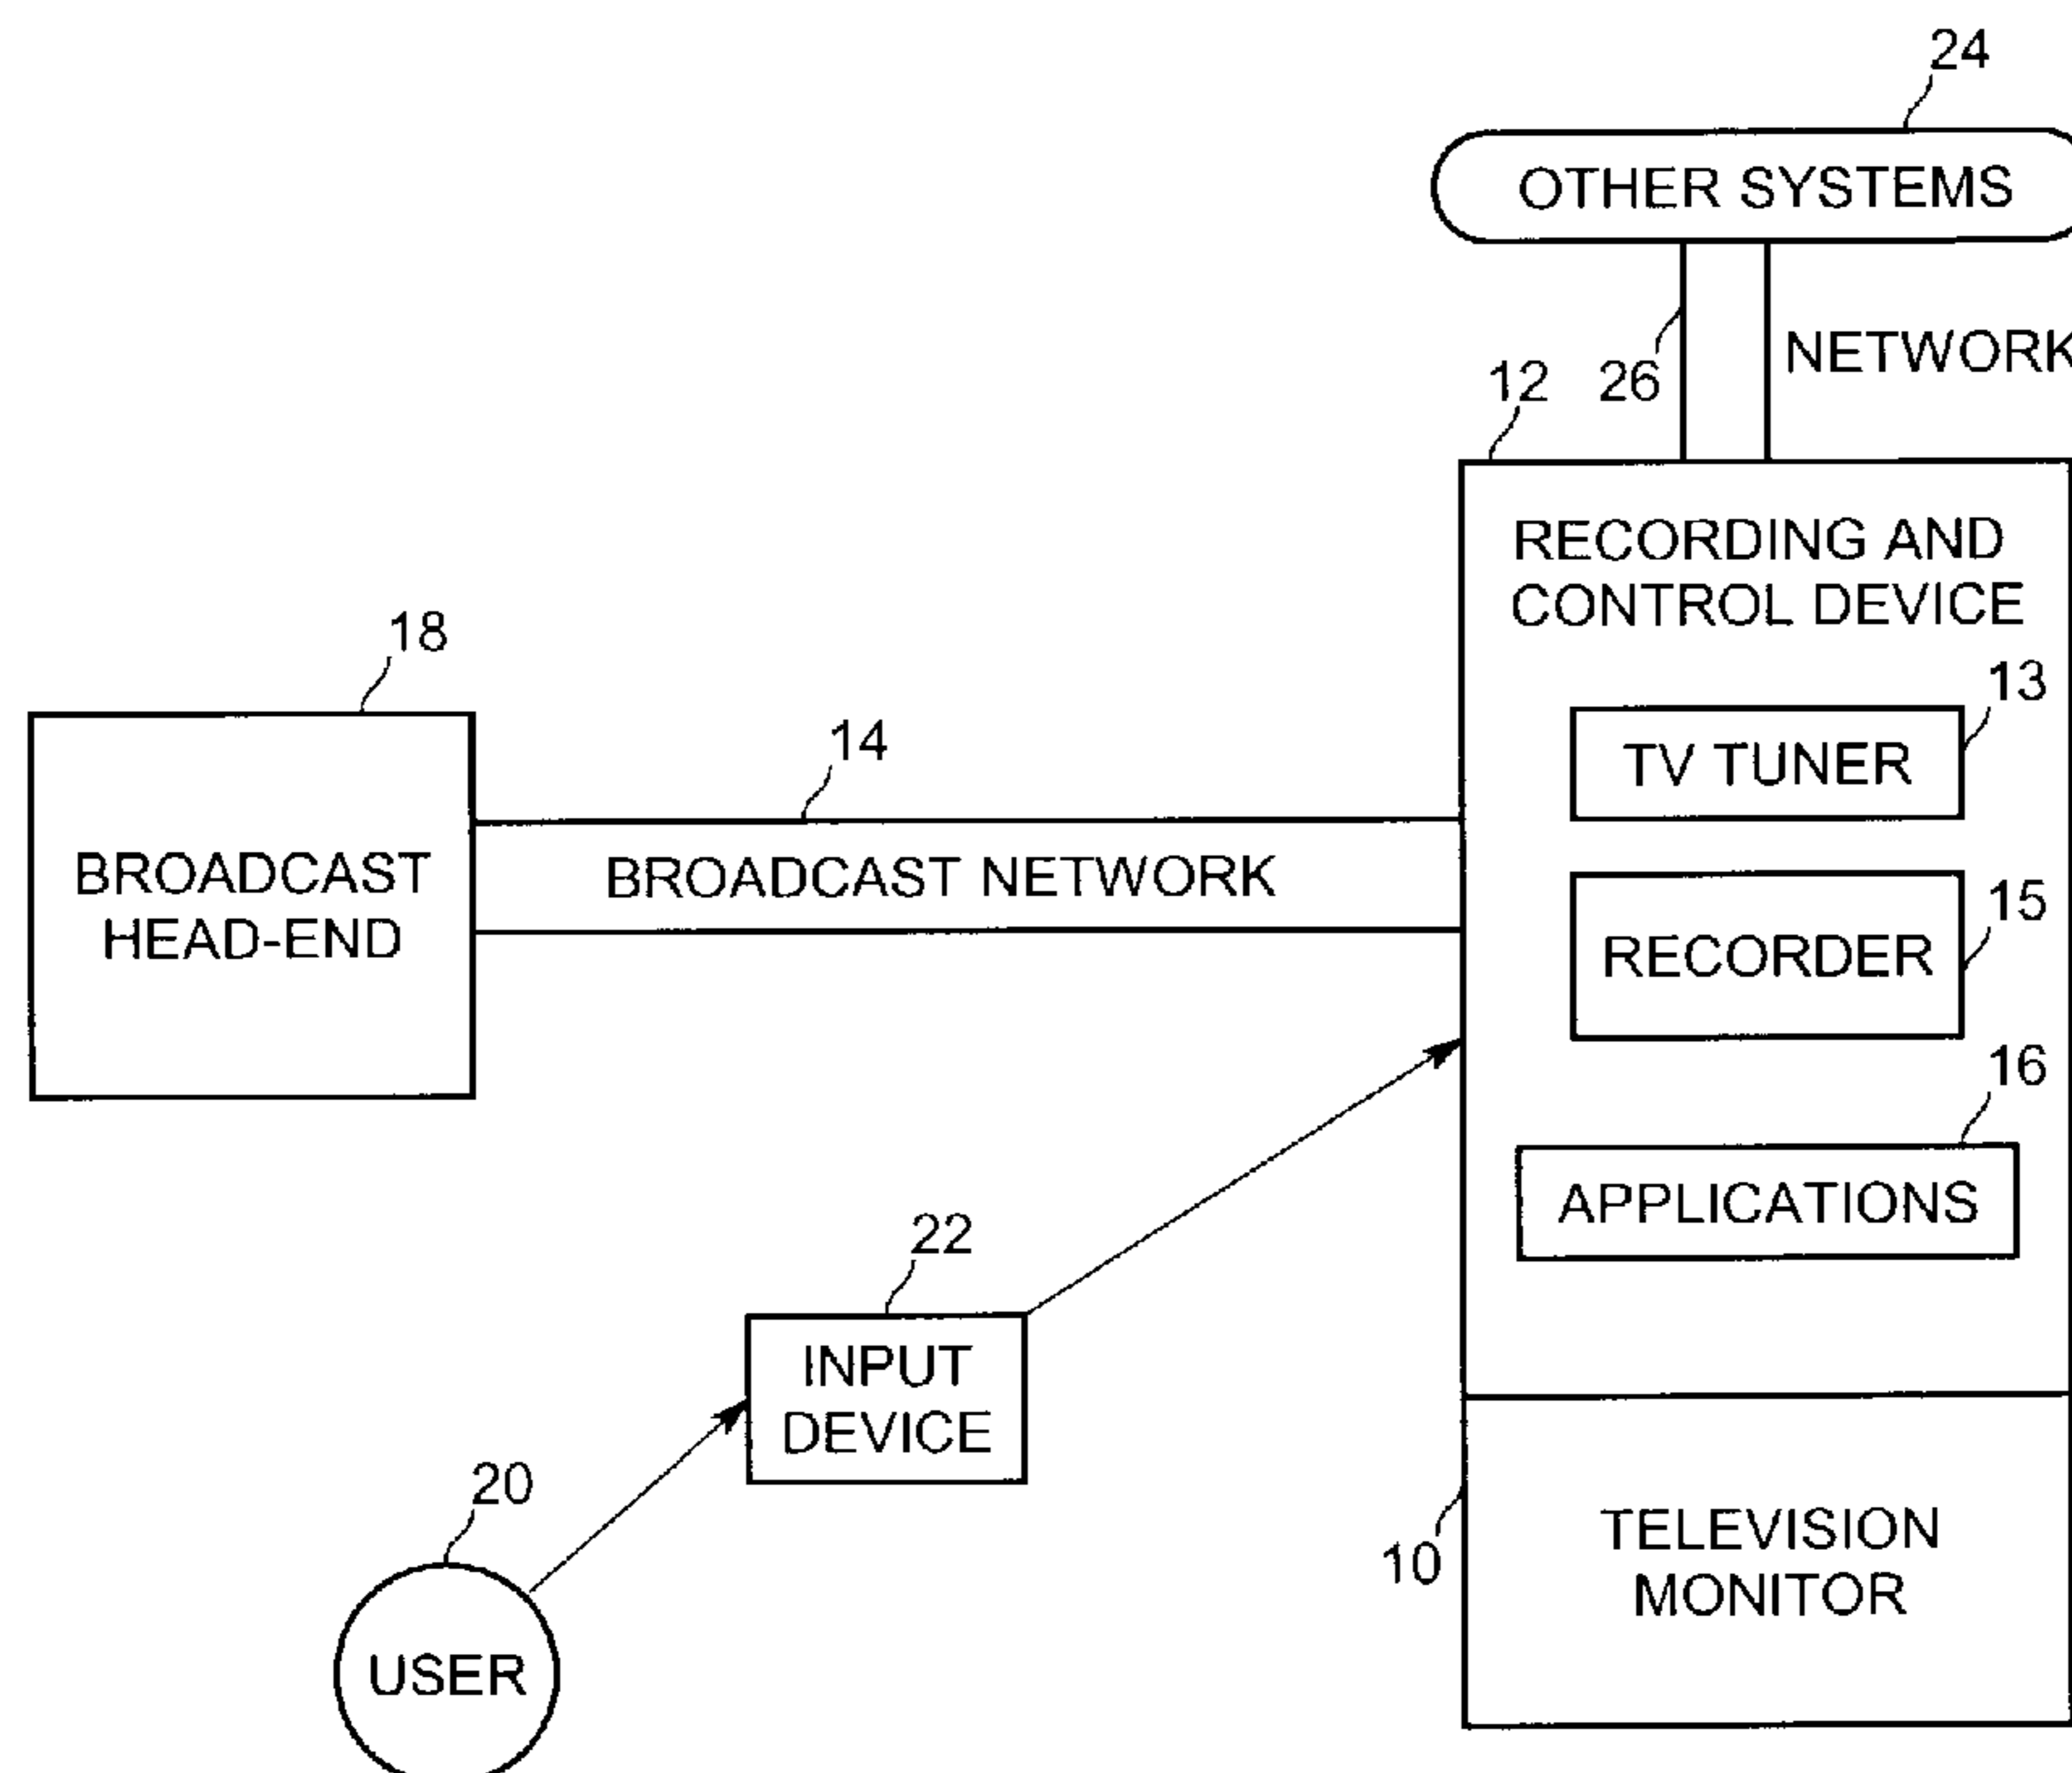 24
OTHER SYSTEMS
26
NETWORK
12
RECORDING AND
CONTROL DEVICE
18
13
14
TV TUNER
BROADCAST
HEAD-END
BROADCAST NETWORK
15
RECORDER
16
APPLICATIONS
22
INPUT
DEVICE
20
10
TELEVISION
MONITOR
USER